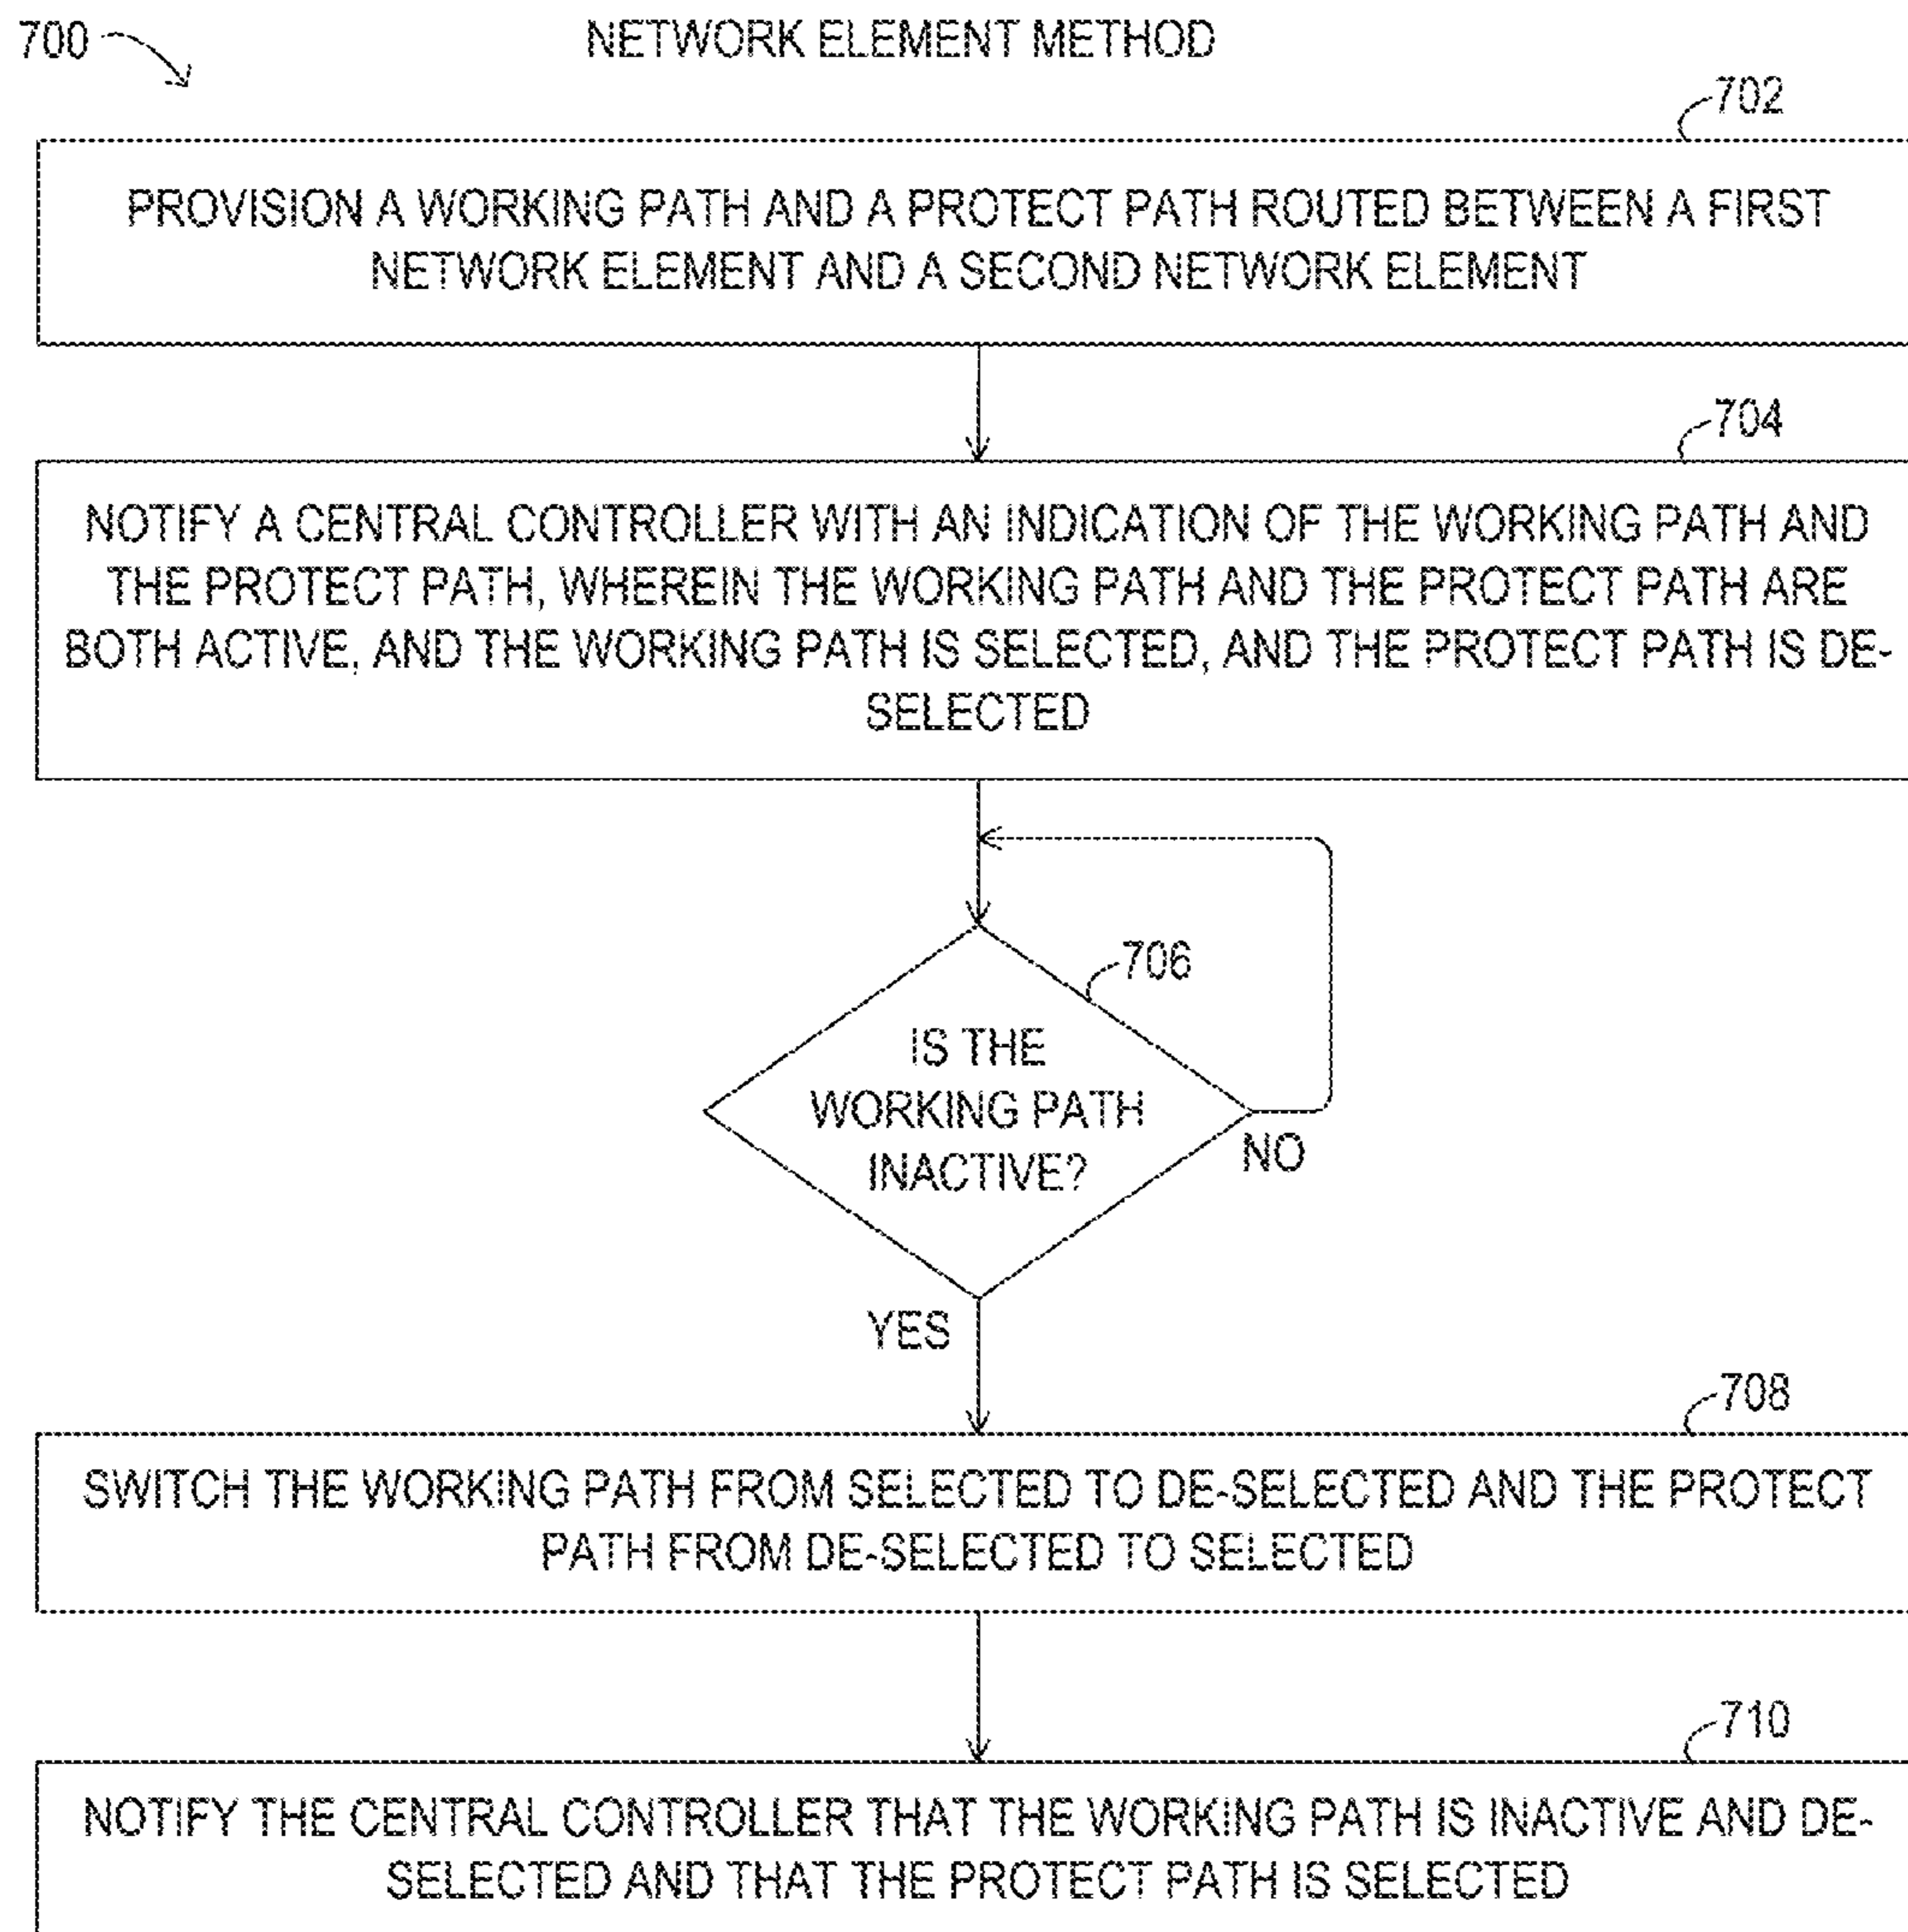 700
NETWORK ELEMENT METHOD
702
PROVISION A WORKING PATH AND A PROTECT PATH ROUTED BETWEEN A FIRST
NETWORK ELEMENT AND A SECOND NETWORK ELEMENT
704
NOTIFY A CENTRAL CONTROLLER WITH AN INDICATION OF THE WORKING PATH AND
THE PROTECT PATH, WHEREIN THE WORKING PATH AND THE PROTECT PATH ARE
BOTH ACTIVE, AND THE WORKING PATH IS SELECTED, AND THE PROTECT PATH IS DE-
SELECTED
706
IS THE
WORKING PATH
INACTIVE?
NO
YES
708
SWITCH THE WORKING PATH FROM SELECTED TO DE-SELECTED AND THE PROTECT
PATH FROM DE-SELECTED TO SELECTED
710
NOTIFY THE CENTRAL CONTROLLER THAT THE WORKING PATH IS INACTIVE AND DE-
SELECTED AND THAT THE PROTECT PATH IS SELECTED